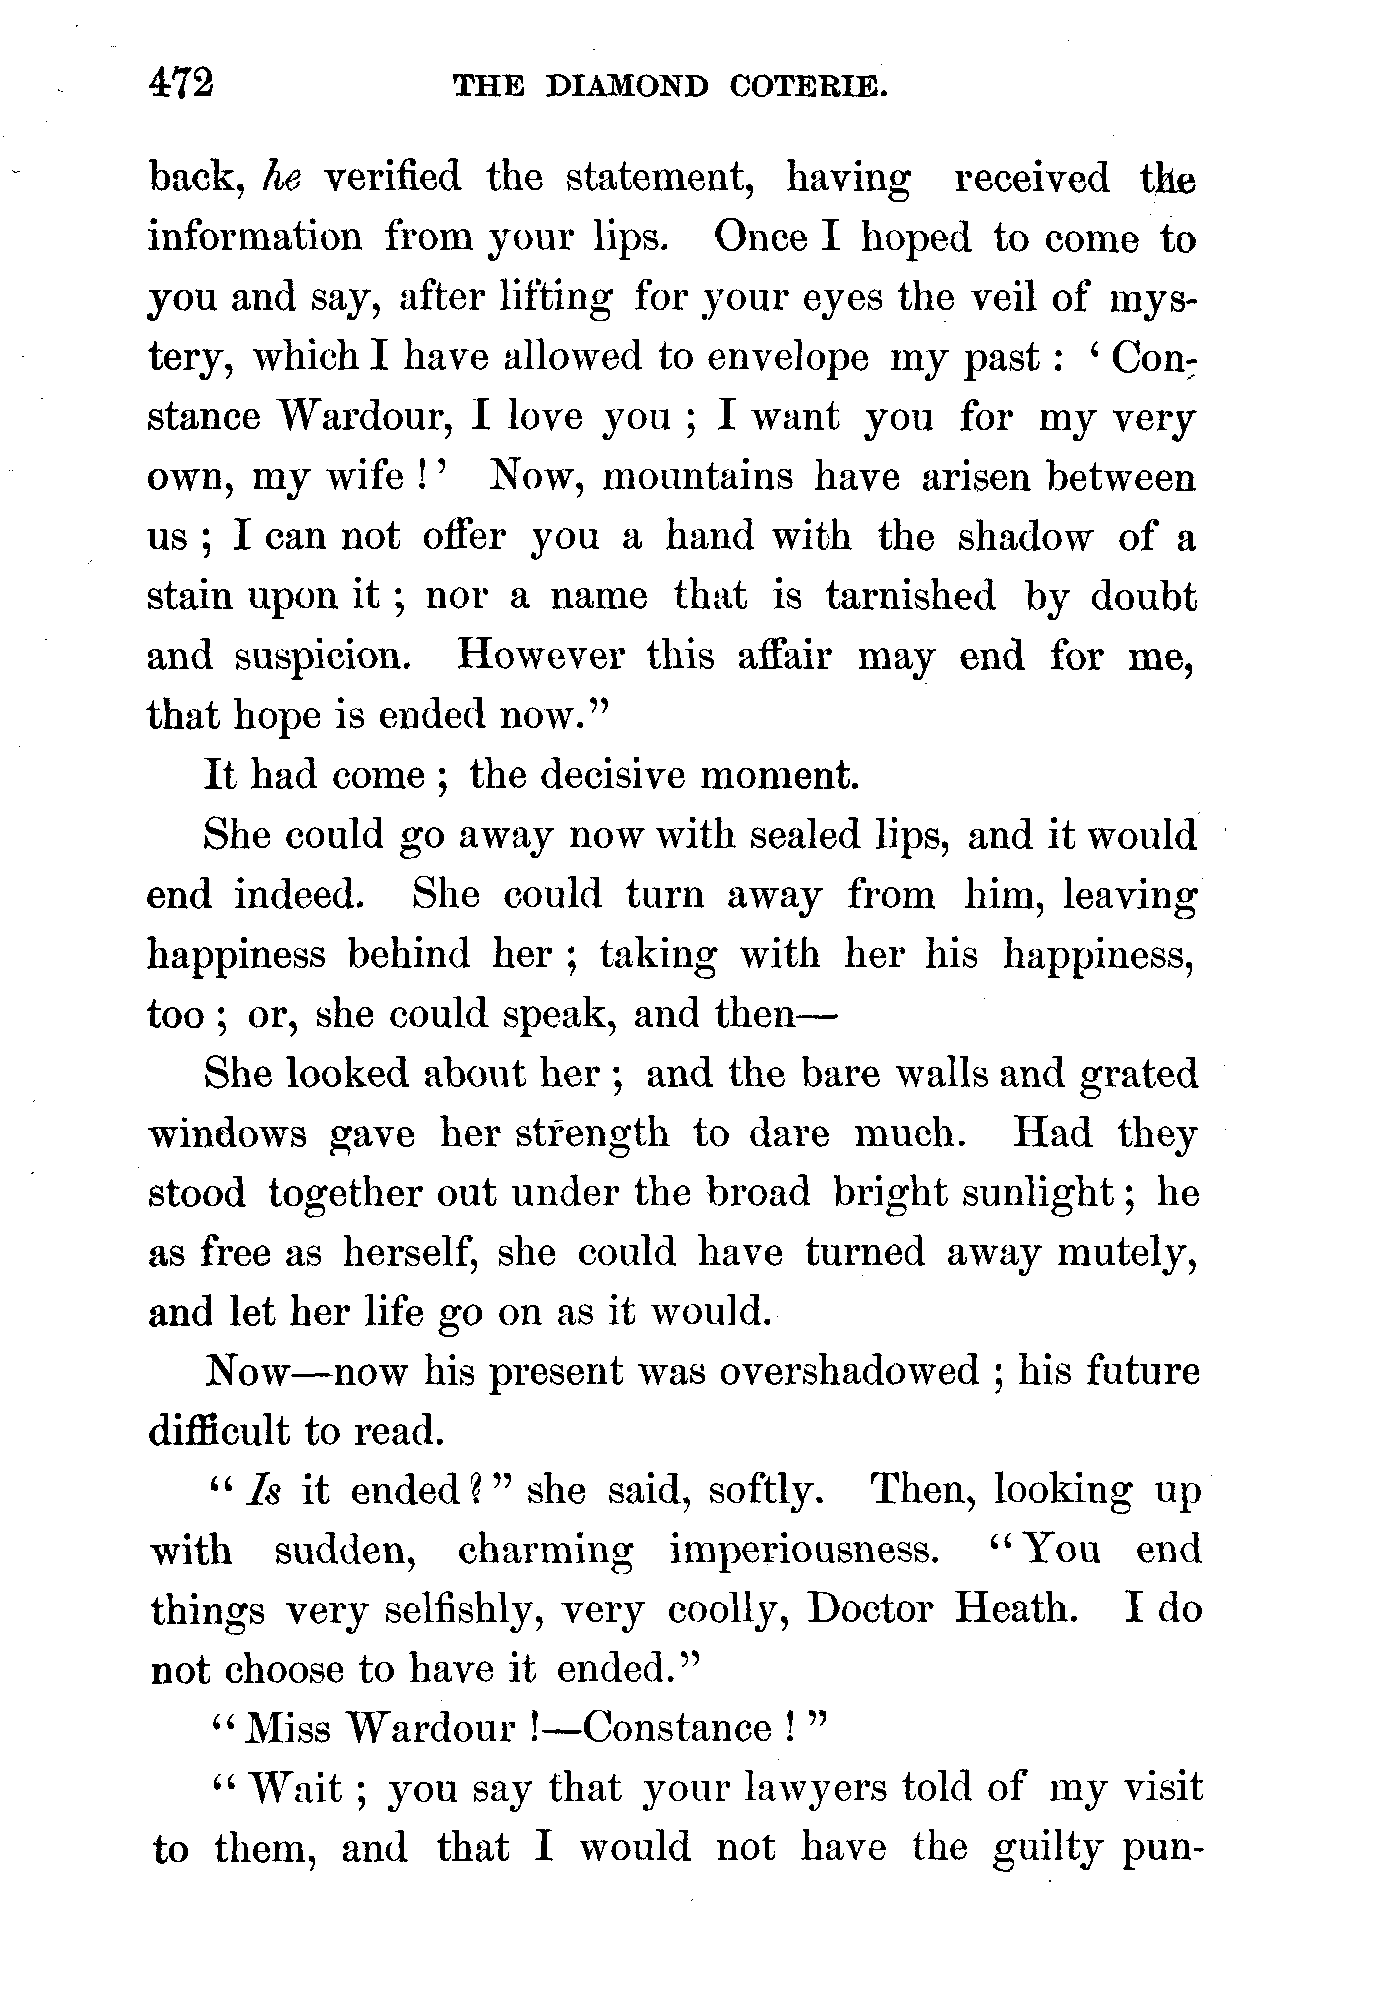 472 THE DIAMOND COTERIE.
back, he verified the statement, having received the
information from your lips. Once I hoped to come to
you and say, after lifting for your eyes the veil of mys-
tery, which I have allowed to envelope my past : ‘ Con-
stance Wardour, I love you ; I want you for my very
own, my wife ! ’ Now, mountains have arisen between
us ; I can not offer you a hand with the shadow of a
stain upon it ; nor a name that is tarnished by doubt
and suspicion. However this affair may end for me,
that hope is ended now.”
It had come ; the decisive moment.
She could go away now with sealed lips, and it would
end indeed. She could turn away from him, leaving
happiness behind her ; taking with her his happiness,
too ; or, she could speak, and then—
She looked about her ; and the bare walls and grated
windows gave her strength to dare much. Had they
stood together out under the broad bright sunlight ; he
as free as herself, she could have turned away mutely,
and let her life go on as it would.
Now—now his present was overshadowed ; his future
difficult to read.
“ Is it ended ? ” she said, softly. Then, looking up
with sudden, charming imperiousness. “ You end
things very selfishly, very coolly, Doctor Heath. I do
not choose to have it ended.”
“ Miss Wardour !—Constance ! ”
“ Wait ; you say that your lawyers told of my visit
to them, and that I would not have the guilty pun-